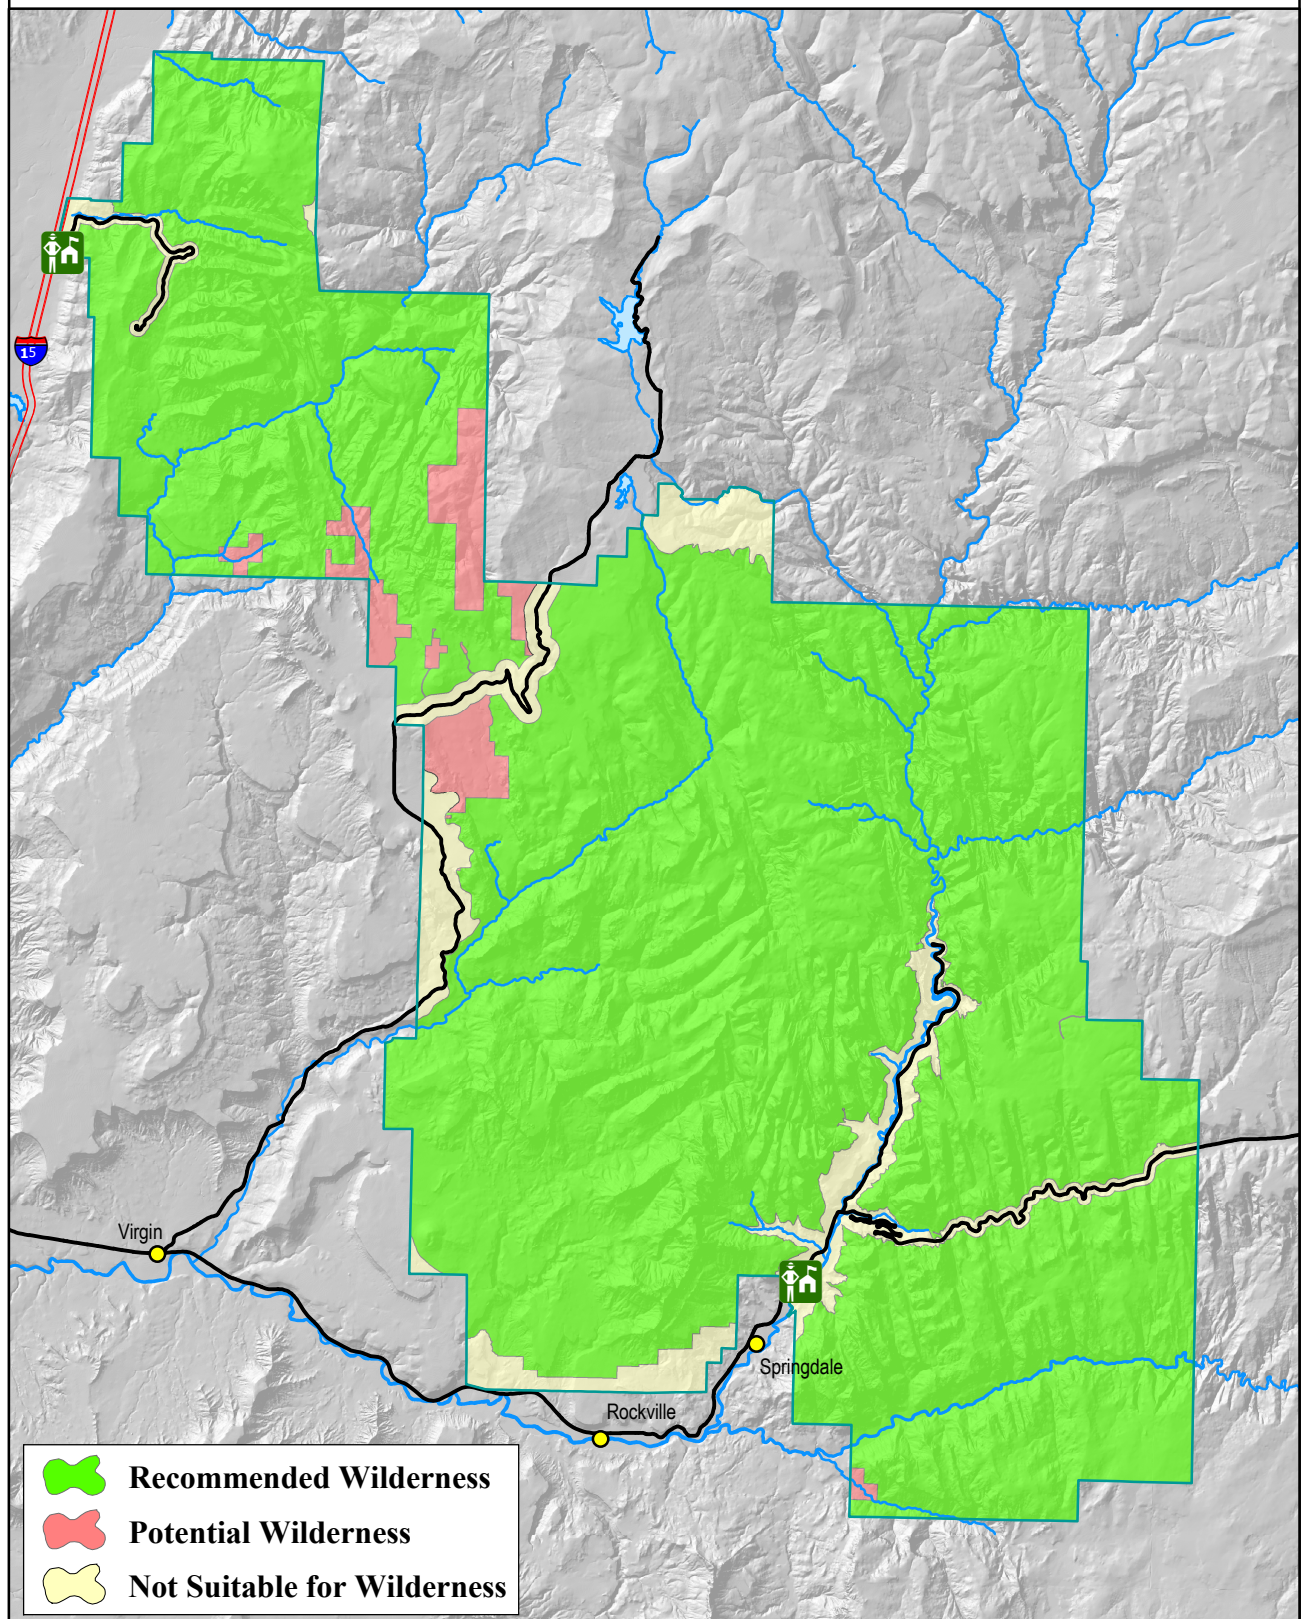 15
Virgin
Springdale
Rockville
Recommended Wilderness
Potential Wilderness
Not Suitable for Wilderness